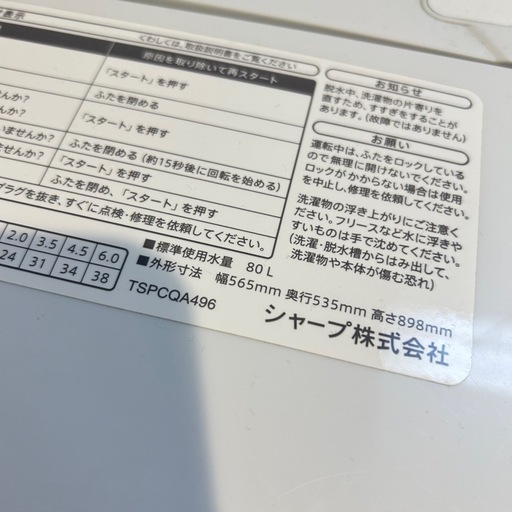 表示
くわしくは、取扱説明書をご覧ください
原因を取り除いて再スタート
「スタート」を押す
ふたを閉める
「スタート」を押す
ふたを閉める (約15秒後に回転を始める)
「スタート」を押す
ふたを閉め、「スタート」を押す
せんか?
んか?
いませんか?
せんか?
プラグを抜き、すぐに点検・修理を依頼してください。
2.0 3.5 4.5 6.0
24 31 34 38
■標準使用水量 80L
■外形寸法 幅565mm 奥行535mm 高さ898mm
TSPCQA496
シャープ株式会社
お知らせ
脱水中、洗濯物の片寄りを
直すため、すすぎをすることが
あります。(故障ではありません)
お願い
運転中は、ふたをロックしている
ので無理に開けないでください。
ロックがかからない場合は使用
を中止し、修理を依頼してください。
洗濯物の浮き上がりにご注意く
ださい。フリースなど水に浮きや
すいものは手で沈めてください。
(洗濯・脱水槽からはみ出して、
洗濯物や本体が傷む恐れ)